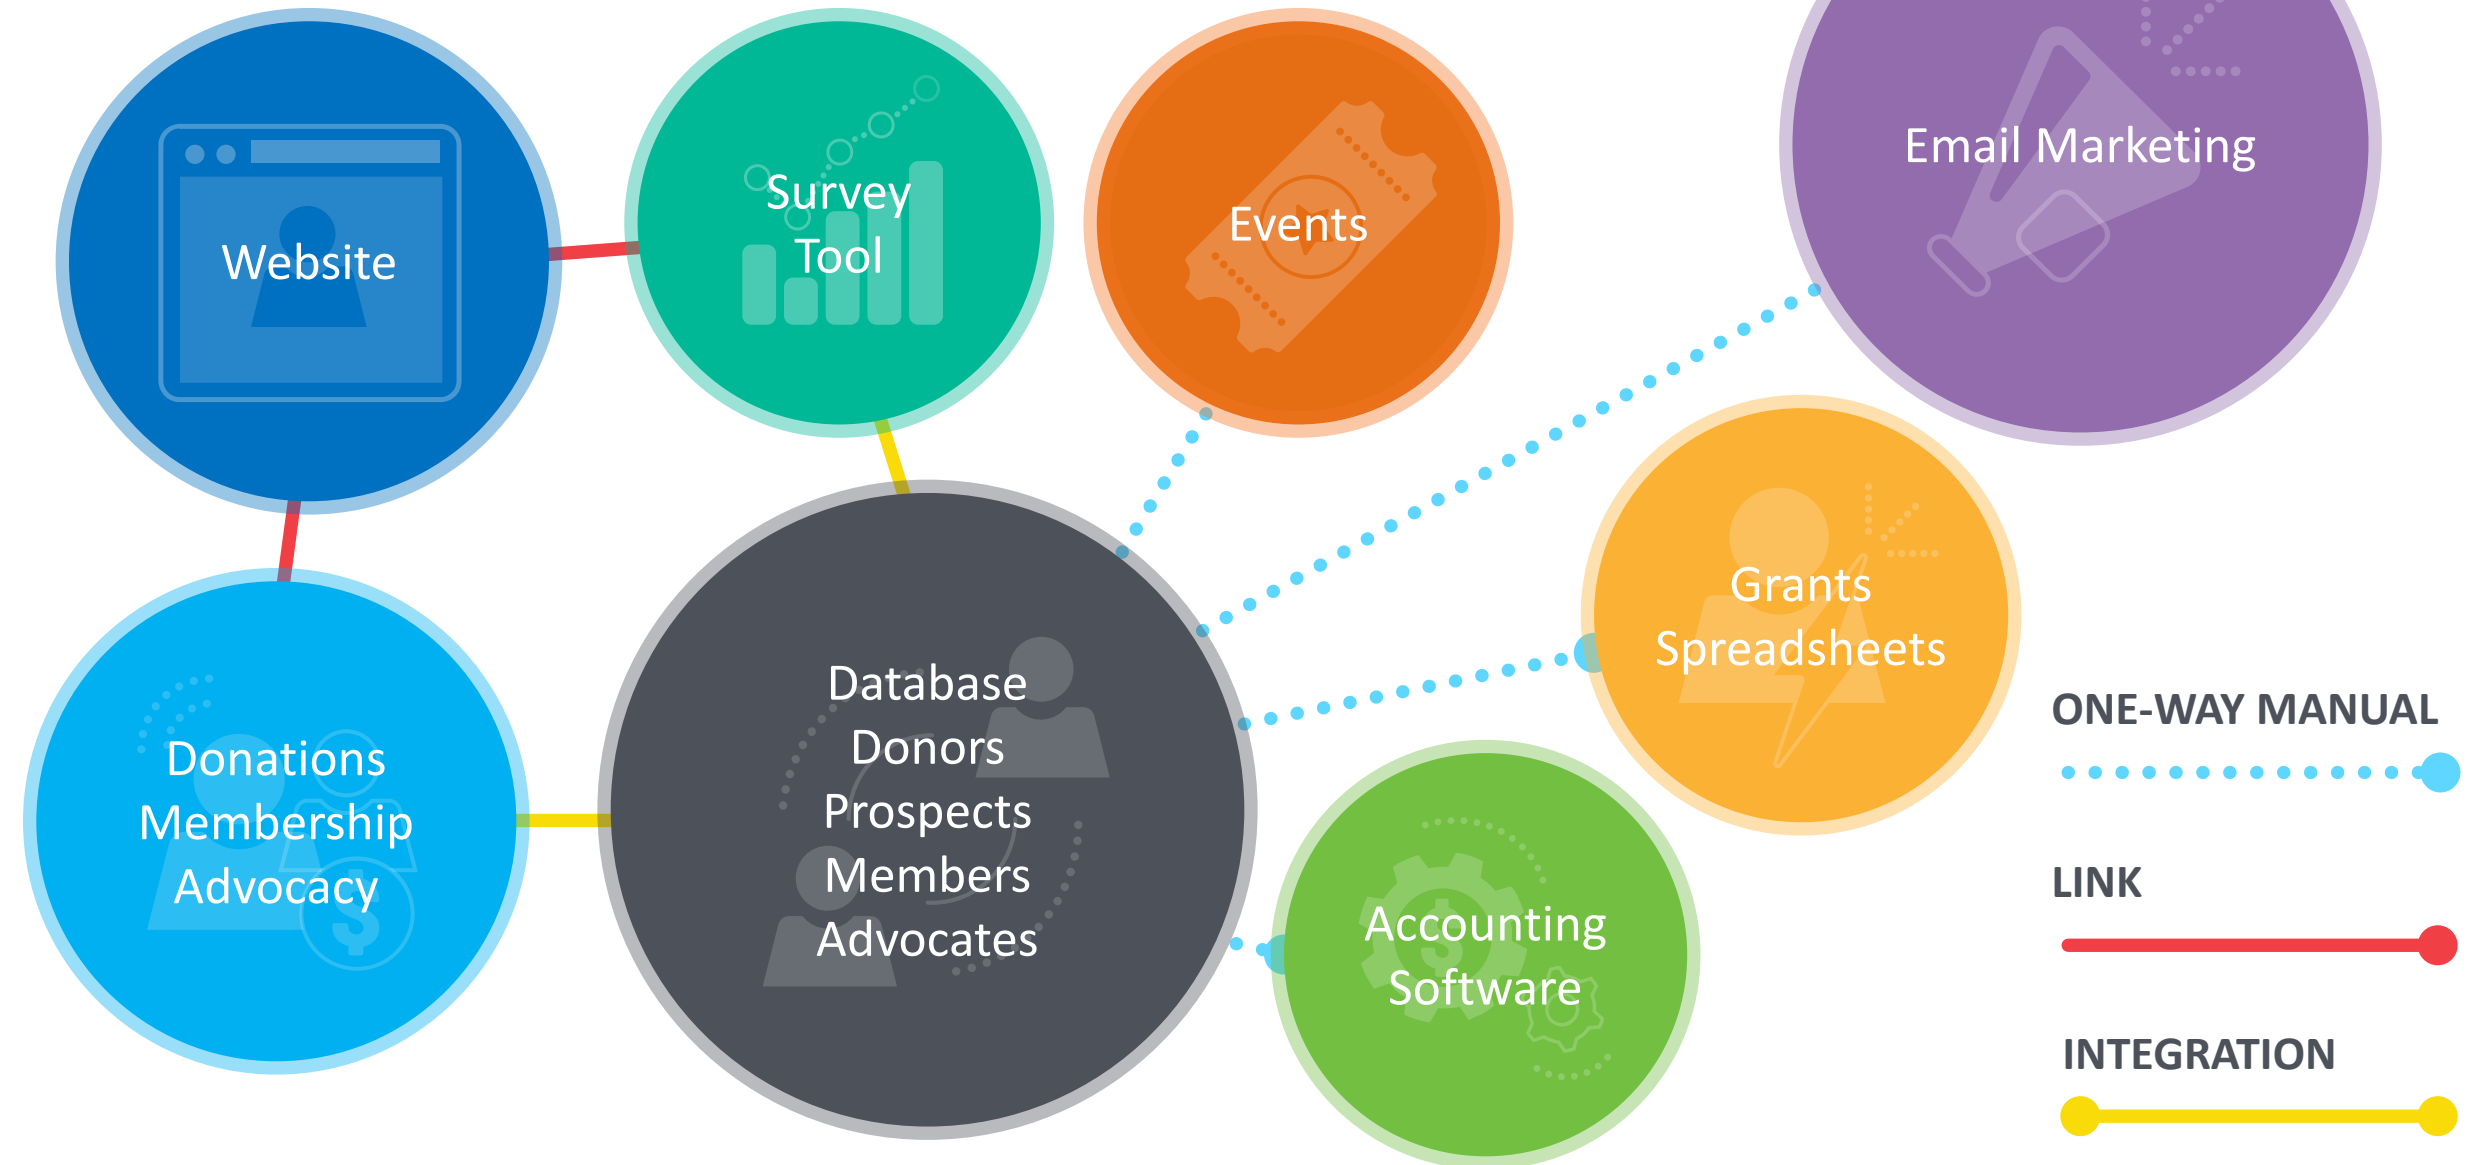 Website
Survey
Tool
Events
Email Marketing
Grants
Spreadsheets
Donations
Membership
Advocacy
Database
Donors
Prospects
Members
Advocates
Accounting
Software
ONE-WAY MANUAL
LINK
INTEGRATION